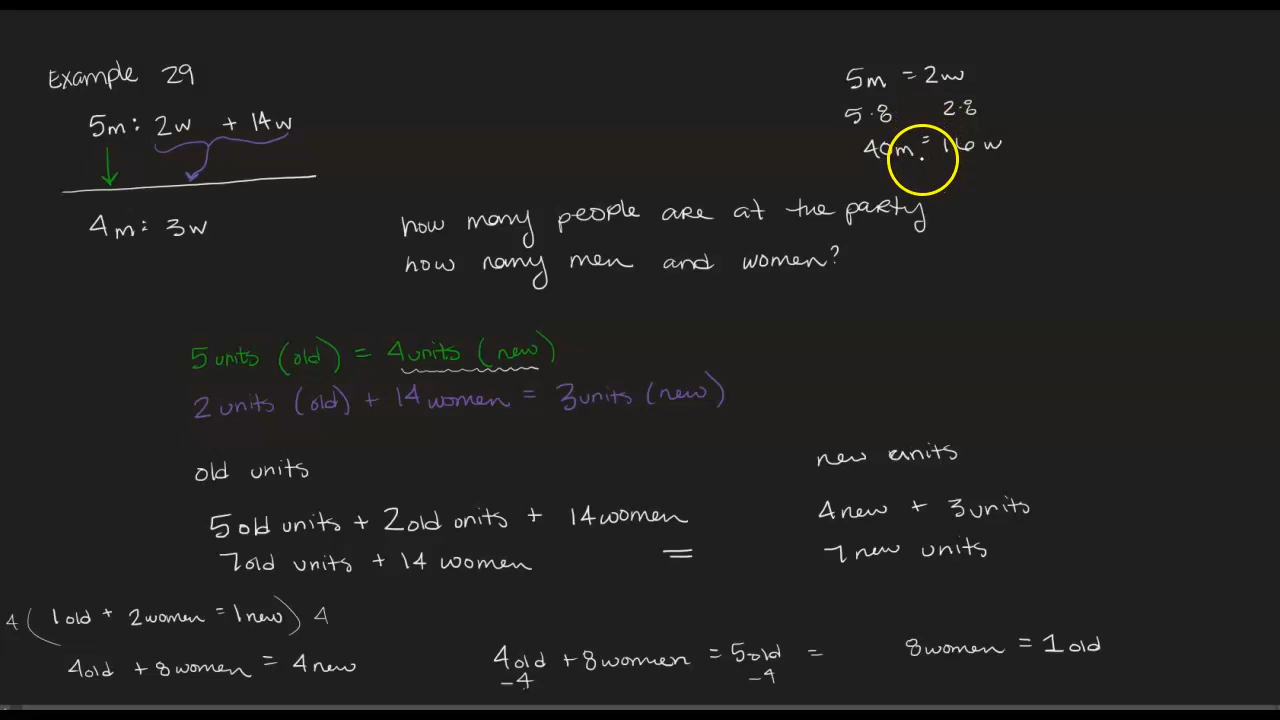 Example 29
5m: 2w + 14w
4m: 3w
5m = 2w
5·8 2·8
40m = 16w
how many people are at the party
how many men and women?
5 units (old) = 4 units (new)
2 units (old) + 14 women = 3 units (new)
old units
5 old units + 2 old units + 14 women
7 old units + 14 women =
new units
4 new + 3 units
7 new units
4 ( 1 old + 2 women = 1 new ) 4
4 old + 8 women = 4 new
4 old + 8 women = 5 old =
-4 -4
8 women = 1 old